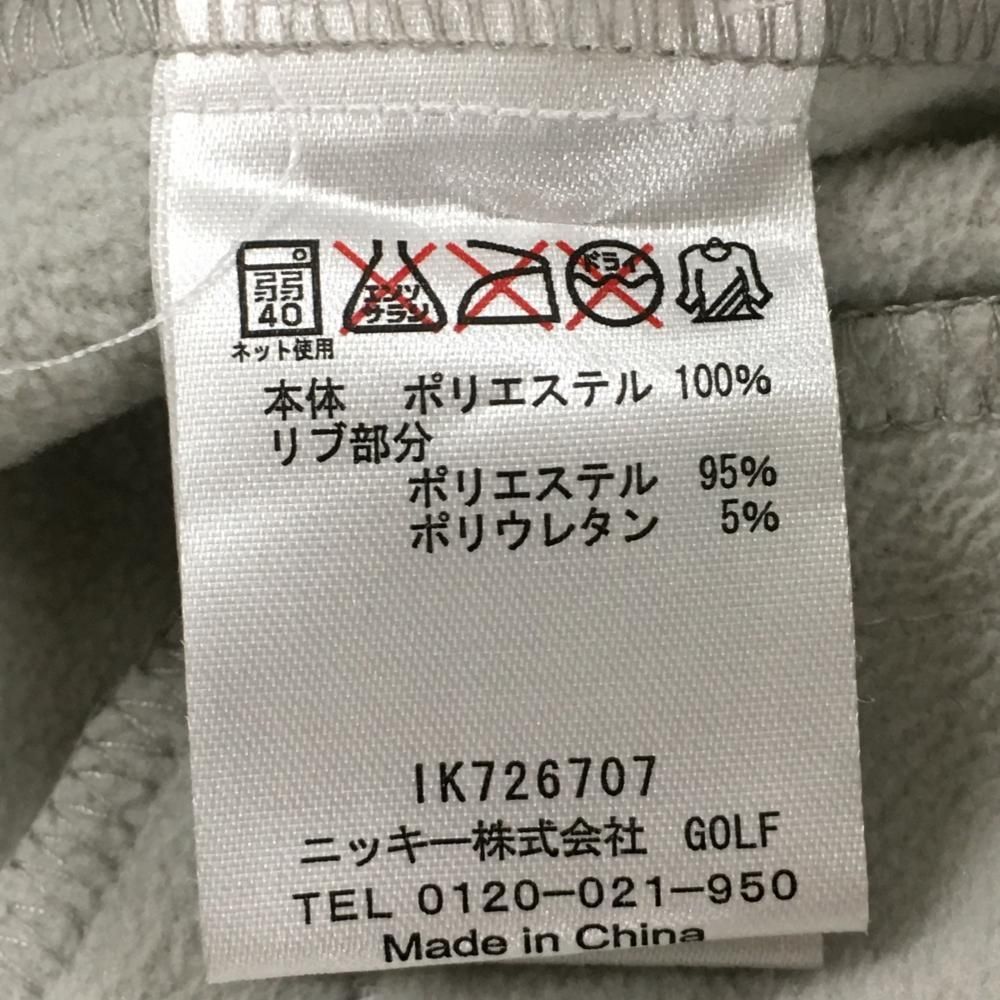 弱 40
エンソ
サラシ
ドライ
ネット使用
本体 ポリエステル 100%
リブ部分
ポリエステル 95%
ポリウレタン 5%
IK726707
ニッキー株式会社 GOLF
TEL 0120-021-950
Made in China